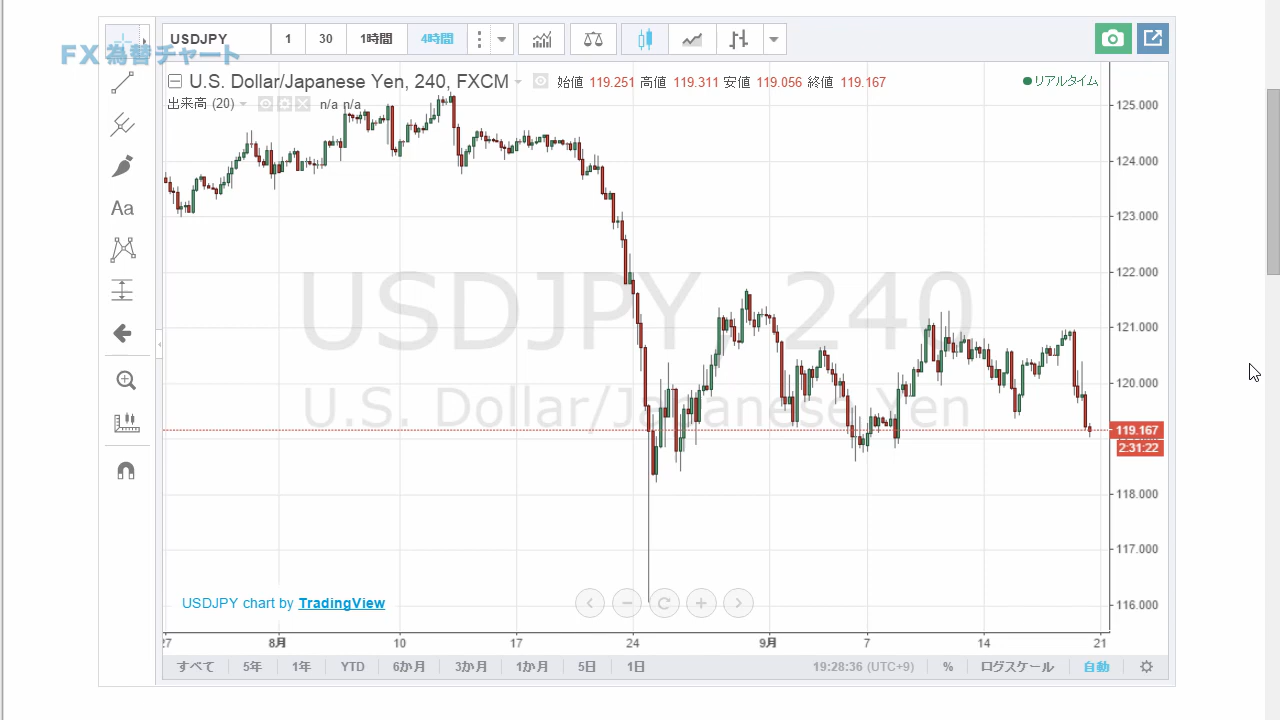 USDJPY 1 30 1時間 4時間
FX 為替チャート
U.S. Dollar/Japanese Yen, 240, FXCM 始値 119.251 高値 119.311 安値 119.056 終値 119.167 リアルタイム
出来高 (20) n/a n/a
125.000
124.000
Aa
123.000
122.000
USDJPY, 240
121.000
120.000
U.S. Dollar/Japanese Yen
119.167
2:31:22
118.000
117.000
USDJPY chart by TradingView
116.000
27 8月 10 17 24 9月 7 14 21
すべて 5年 1年 YTD 6か月 3か月 1か月 5日 1日 19:28:36 (UTC+9) % ログスケール 自動